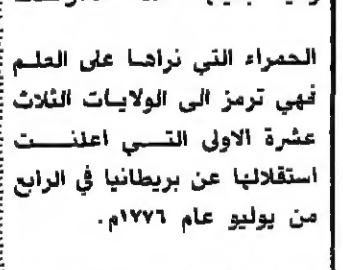 الحمراء التي نراها على العلم
فهي ترمز الى الولايات الثلاث
عشرة الاولى التي اعلنت
استقلالها عن بريطانيا في الرابع
من يوليو عام ١٧٧٦م.